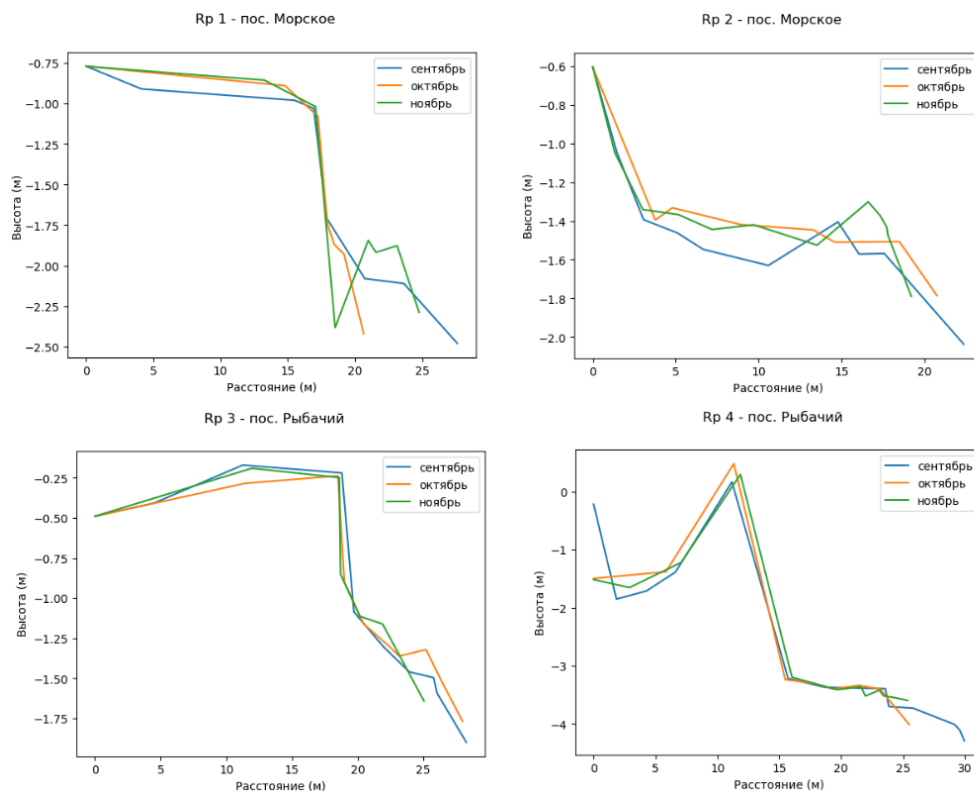 Rp 1 - пос. Морское
−0.75
−1.00
−1.25
−1.50
−1.75
−2.00
−2.25
−2.50
Высота (м)
0 5 10 15 20 25
Расстояние (м)
сентябрь
октябрь
ноябрь
Rp 2 - пос. Морское
−0.6
−0.8
−1.0
−1.2
−1.4
−1.6
−1.8
−2.0
Высота (м)
0 5 10 15 20
Расстояние (м)
сентябрь
октябрь
ноябрь
Rp 3 - пос. Рыбачий
−0.25
−0.50
−0.75
−1.00
−1.25
−1.50
−1.75
Высота (м)
0 5 10 15 20 25
Расстояние (м)
сентябрь
октябрь
ноябрь
Rp 4 - пос. Рыбачий
0
−1
−2
−3
−4
Высота (м)
0 5 10 15 20 25 30
Расстояние (м)
сентябрь
октябрь
ноябрь